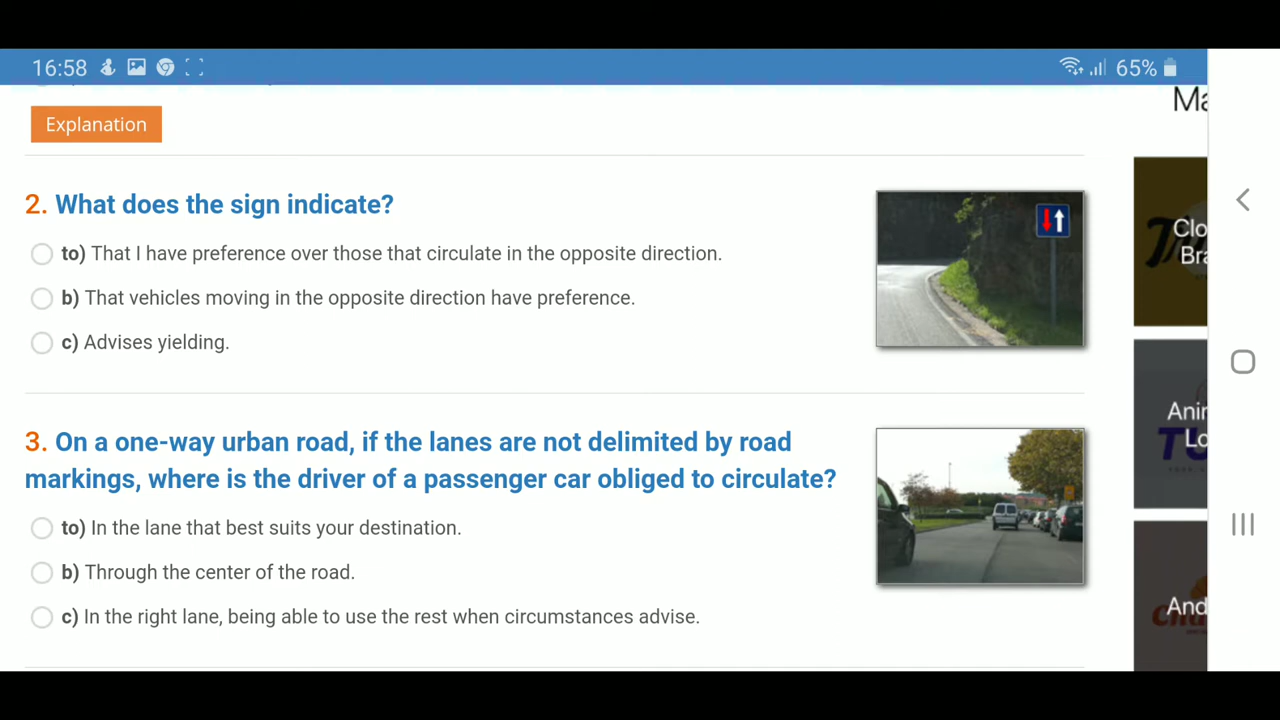 16:58
65%
Ma
Explanation
2. What does the sign indicate?
to) That I have preference over those that circulate in the opposite direction.
b) That vehicles moving in the opposite direction have preference.
c) Advises yielding.
Clo
Bra
3. On a one-way urban road, if the lanes are not delimited by road
markings, where is the driver of a passenger car obliged to circulate?
to) In the lane that best suits your destination.
b) Through the center of the road.
c) In the right lane, being able to use the rest when circumstances advise.
Anin
Lo
And